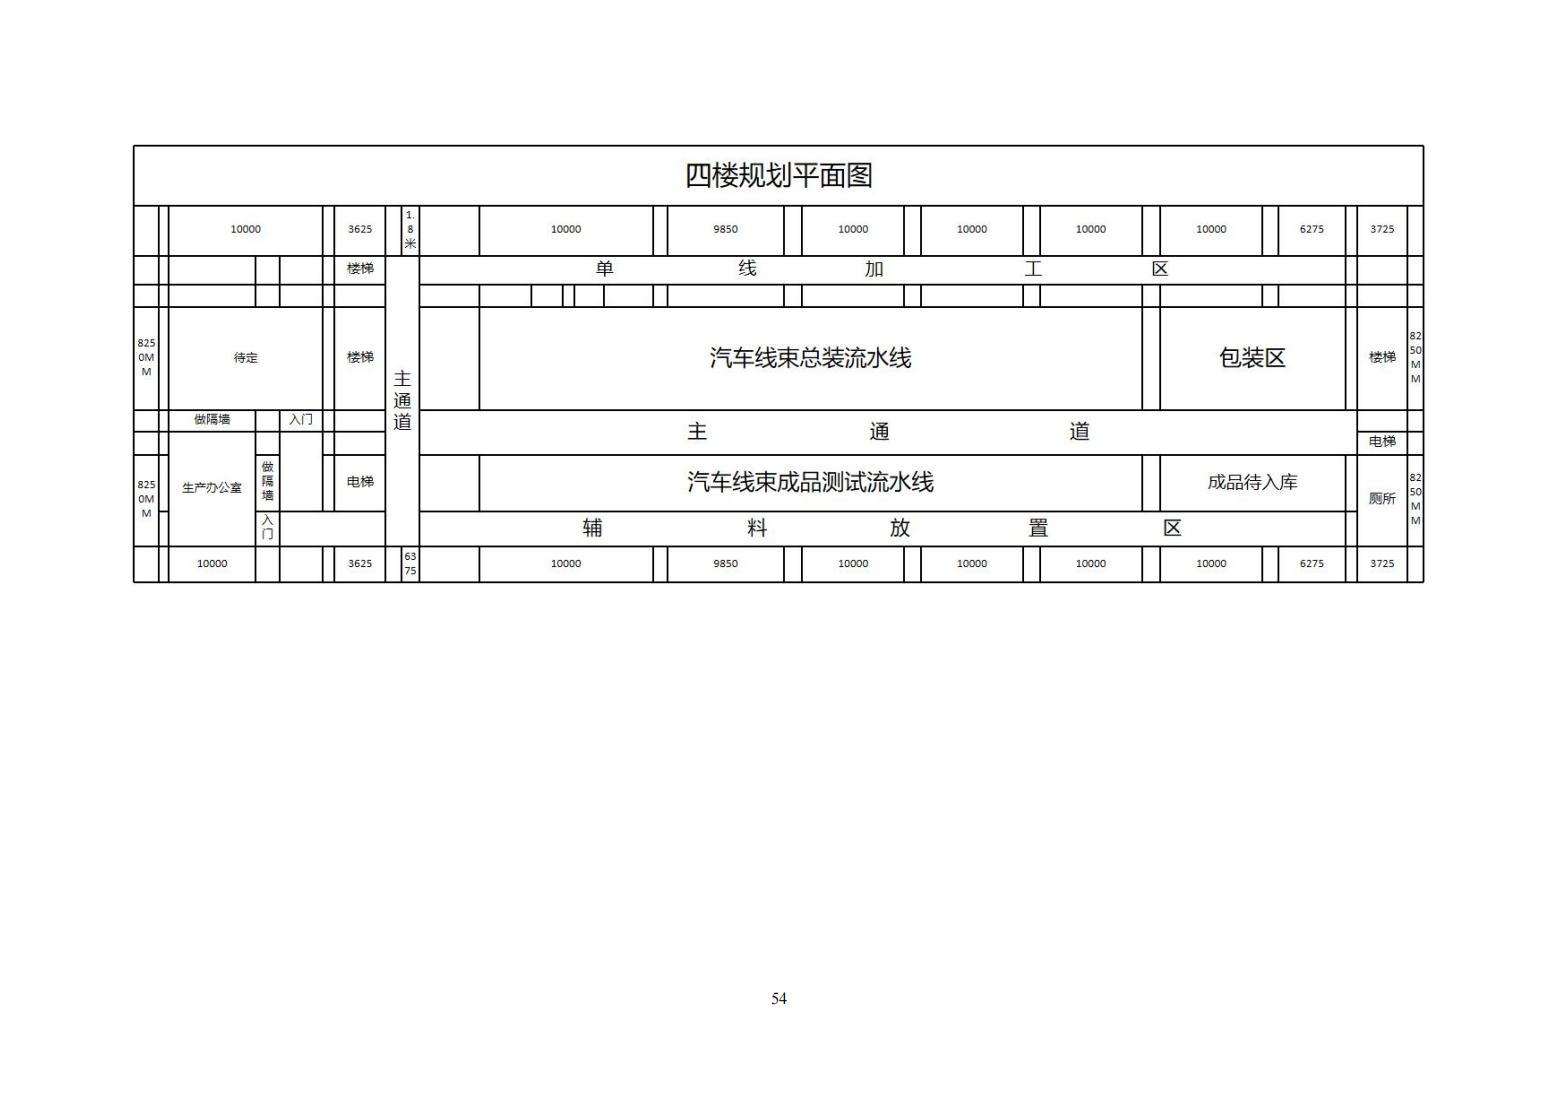 四楼规划平面图
10000
3625
1.
8
米
10000
9850
10000
10000
10000
10000
6275
3725
楼梯
单 线 加 工 区
825
0M
M
待定
楼梯
主
通
道
汽车线束总装流水线
包装区
楼梯
82
50
M
M
做隔墙
入门
主 通 道
电梯
825
0M
M
生产办公室
做
隔
墙
电梯
汽车线束成品测试流水线
成品待入库
厕所
82
50
M
M
入
门
辅 料 放 置 区
10000
3625
63
75
10000
9850
10000
10000
10000
10000
6275
3725
54